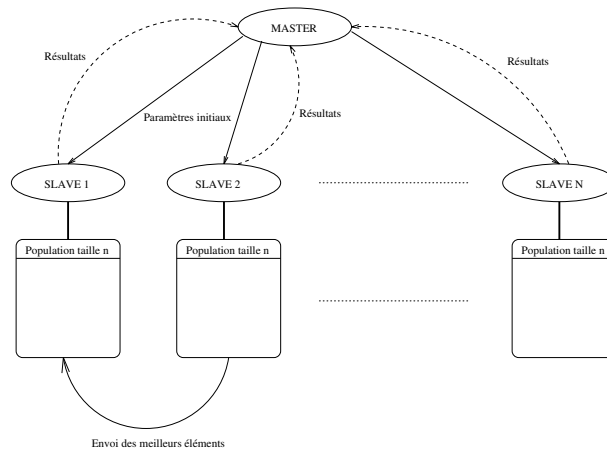 MASTER
Résultats
Résultats
Paramètres initiaux
Résultats
SLAVE 1
SLAVE 2
SLAVE N
Population taille n
Population taille n
Population taille n
Envoi des meilleurs éléments